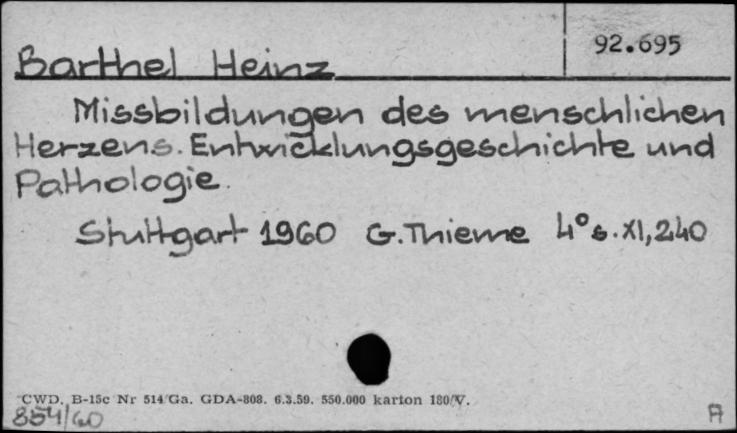 92.695
Barthel Heinz
Missbildungen des menschlichen
Herzens. Entwicklungsgeschichte und
Pathologie.
Stuttgart 1960 G. Thieme 4° s. XI, 240
CWD. B-15c Nr 514 Ga. GDA-808. 6.3.59. 550.000 karton 180/V.
854/60 A